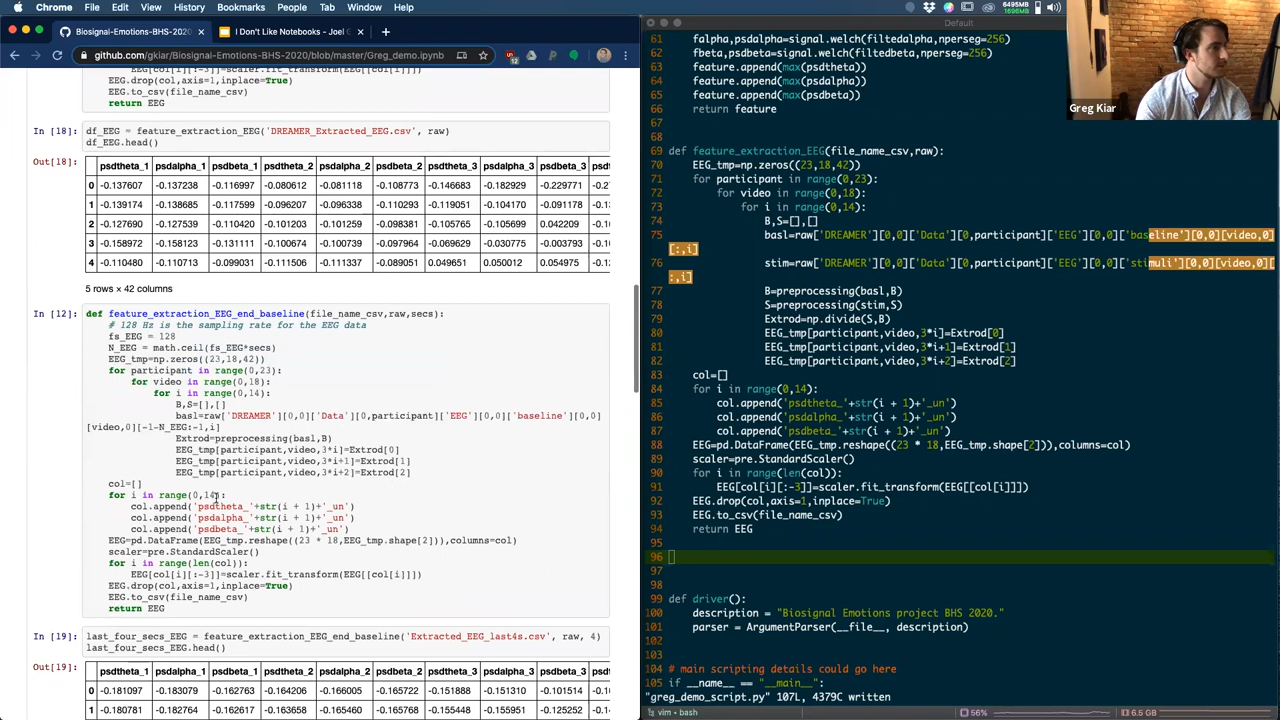 Chrome File Edit View History Bookmarks People Tab Window Help
6495MB
1696MB
Biosignal-Emotions-BHS-2020/
I Don't Like Notebooks - Joel G
github.com/gkiar/Biosignal-Emotions-BHS-2020/blob/master/Greg_demo.ipynb
EEG[col[i][:-3]]=scaler.fit_transform(EEG[[col[i]]])
EEG.drop(col,axis=1,inplace=True)
EEG.to_csv(file_name_csv)
return EEG
In [18]: df_EEG = feature_extraction_EEG('DREAMER_Extracted_EEG.csv', raw)
df_EEG.head()
Out[18]:
psdtheta_1 psdalpha_1 psdbeta_1 psdtheta_2 psdalpha_2 psdbeta_2 psdtheta_3 psdalpha_3 psdbeta_3 psdt
0 -0.137607 -0.137238 -0.116997 -0.080612 -0.081118 -0.108773 -0.146683 -0.182929 -0.229771 -0.27
1 -0.139174 -0.138685 -0.117599 -0.096207 -0.096338 -0.110293 -0.119051 -0.104170 -0.091178 -0.
2 -0.127690 -0.127539 -0.110420 -0.101203 -0.101259 -0.098381 -0.105765 -0.105699 0.042209 -0.
3 -0.158972 -0.158123 -0.131111 -0.100674 -0.100739 -0.097964 -0.069629 -0.030775 -0.003793 -0.
4 -0.110480 -0.110713 -0.099031 -0.111506 -0.111332 -0.089051 0.049651 0.050012 0.054975 -0.
5 rows × 42 columns
In [12]: def feature_extraction_EEG_end_baseline(file_name_csv,raw,secs):
# 128 Hz is the sampling rate for the EEG data
fs_EEG = 128
N_EEG = math.ceil(fs_EEG*secs)
EEG_tmp=np.zeros((23,18,42))
for participant in range(0,23):
for video in range(0,18):
for i in range(0,14):
B,S=[],[]
basl=raw['DREAMER'][0,0]['Data'][0,participant]['EEG'][0,0]['baseline'][0,0]
[video,0][-1-N_EEG:-1,i]
Extrod=preprocessing(basl,B)
EEG_tmp[participant,video,3*i]=Extrod[0]
EEG_tmp[participant,video,3*i+1]=Extrod[1]
EEG_tmp[participant,video,3*i+2]=Extrod[2]
col=[]
for i in range(0,14):
col.append('psdtheta_'+str(i + 1)+'_un')
col.append('psdalpha_'+str(i + 1)+'_un')
col.append('psdbeta_'+str(i + 1)+'_un')
EEG=pd.DataFrame(EEG_tmp.reshape((23 * 18,EEG_tmp.shape[2])),columns=col)
scaler=pre.StandardScaler()
for i in range(len(col)):
EEG[col[i][:-3]]=scaler.fit_transform(EEG[[col[i]]])
EEG.drop(col,axis=1,inplace=True)
EEG.to_csv(file_name_csv)
return EEG
In [19]: last_four_secs_EEG = feature_extraction_EEG_end_baseline('Extracted_EEG_last4s.csv', raw, 4)
last_four_secs_EEG.head()
Out[19]:
psdtheta_1 psdalpha_1 psdbeta_1 psdtheta_2 psdalpha_2 psdbeta_2 psdtheta_3 psdalpha_3 psdbeta_3 psdt
0 -0.181097 -0.183079 -0.162763 -0.164206 -0.166005 -0.165722 -0.151888 -0.151310 -0.101514 -0.
1 -0.180781 -0.182764 -0.162517 -0.163658 -0.165460 -0.165768 -0.155448 -0.155951 -0.125252 -0.
Default
61 falpha,psdalpha=signal.welch(filtedalpha,nperseg=256)
62 fbeta,psdbeta=signal.welch(filtedbeta,nperseg=256)
63 feature.append(max(psdtheta))
64 feature.append(max(psdalpha))
65 feature.append(max(psdbeta))
66 return feature
67
68
69 def feature_extraction_EEG(file_name_csv,raw):
70 EEG_tmp=np.zeros((23,18,42))
71 for participant in range(0,23):
72 for video in range(0,18):
73 for i in range(0,14):
74 B,S=[],[]
75 basl=raw['DREAMER'][0,0]['Data'][0,participant]['EEG'][0,0]['baseline'][0,0][video,0]
[:,i]
76 stim=raw['DREAMER'][0,0]['Data'][0,participant]['EEG'][0,0]['stimuli'][0,0][video,0][
:,i]
77 B=preprocessing(basl,B)
78 S=preprocessing(stim,S)
79 Extrod=np.divide(S,B)
80 EEG_tmp[participant,video,3*i]=Extrod[0]
81 EEG_tmp[participant,video,3*i+1]=Extrod[1]
82 EEG_tmp[participant,video,3*i+2]=Extrod[2]
83 col=[]
84 for i in range(0,14):
85 col.append('psdtheta_'+str(i + 1)+'_un')
86 col.append('psdalpha_'+str(i + 1)+'_un')
87 col.append('psdbeta_'+str(i + 1)+'_un')
88 EEG=pd.DataFrame(EEG_tmp.reshape((23 * 18,EEG_tmp.shape[2])),columns=col)
89 scaler=pre.StandardScaler()
90 for i in range(len(col)):
91 EEG[col[i][:-3]]=scaler.fit_transform(EEG[[col[i]]])
92 EEG.drop(col,axis=1,inplace=True)
93 EEG.to_csv(file_name_csv)
94 return EEG
95
96
97
98
99 def driver():
100 description = "Biosignal Emotions project BHS 2020."
101 parser = ArgumentParser(__file__, description)
102
103
104 # main scripting details could go here
105 if __name__ == "__main__":
"greg_demo_script.py" 107L, 4379C written
vim • bash
56%
6.5 GB
Greg Kiar